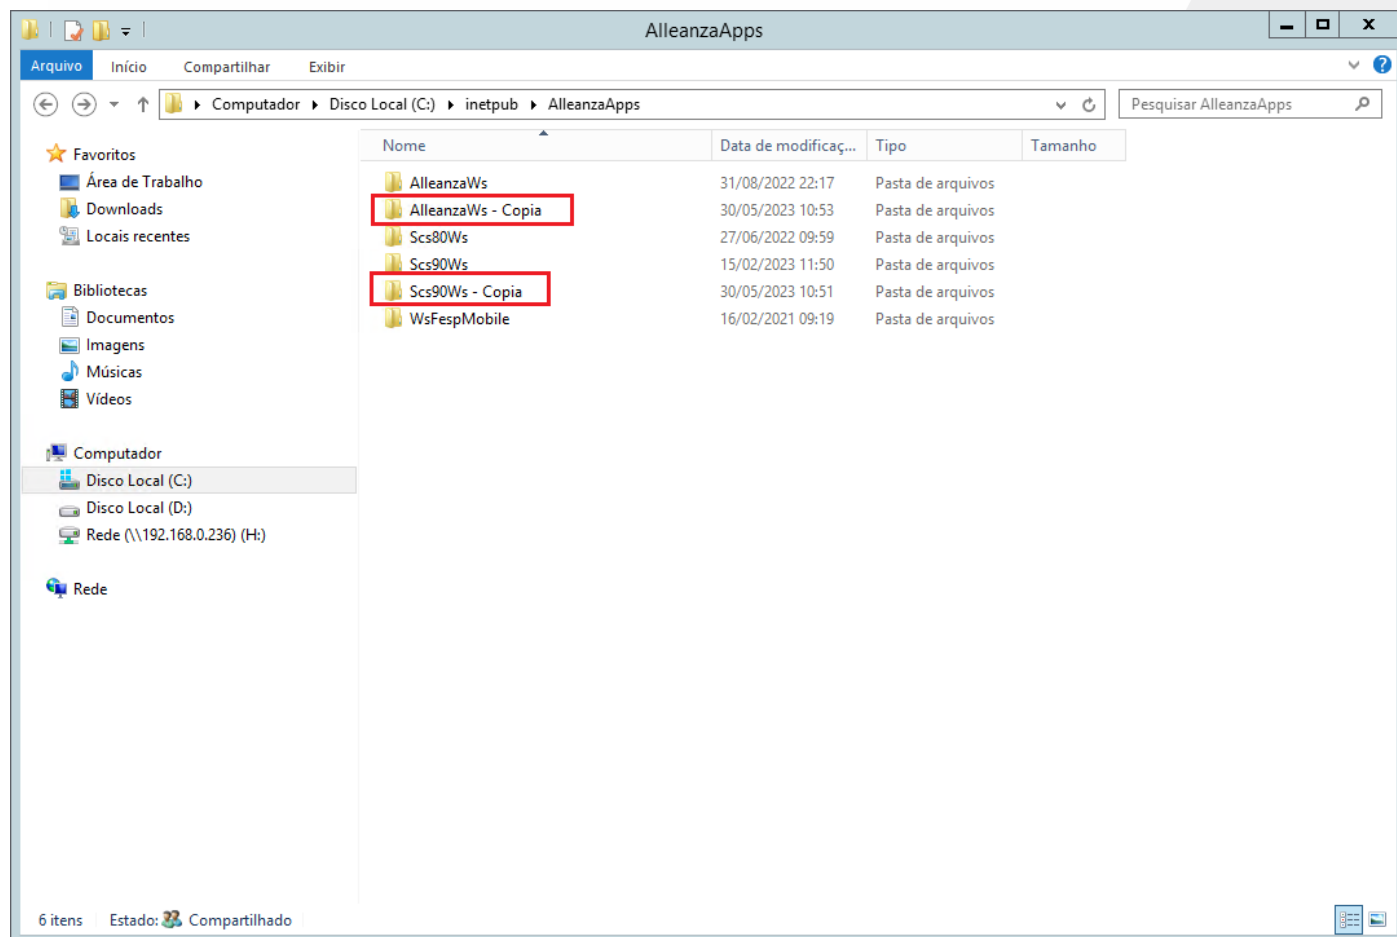 AlleanzaApps
Arquivo Início Compartilhar Exibir
Computador Disco Local (C:) inetpub AlleanzaApps Pesquisar AlleanzaApps
Favoritos
Área de Trabalho
Downloads
Locais recentes
Bibliotecas
Documentos
Imagens
Músicas
Vídeos
Computador
Disco Local (C:)
Disco Local (D:)
Rede (\\192.168.0.236) (H:)
Rede
Nome Data de modificaç... Tipo Tamanho
AlleanzaWs 31/08/2022 22:17 Pasta de arquivos
AlleanzaWs - Copia 30/05/2023 10:53 Pasta de arquivos
Scs80Ws 27/06/2022 09:59 Pasta de arquivos
Scs90Ws 15/02/2023 11:50 Pasta de arquivos
Scs90Ws - Copia 30/05/2023 10:51 Pasta de arquivos
WsFespMobile 16/02/2021 09:19 Pasta de arquivos
6 itens Estado: Compartilhado